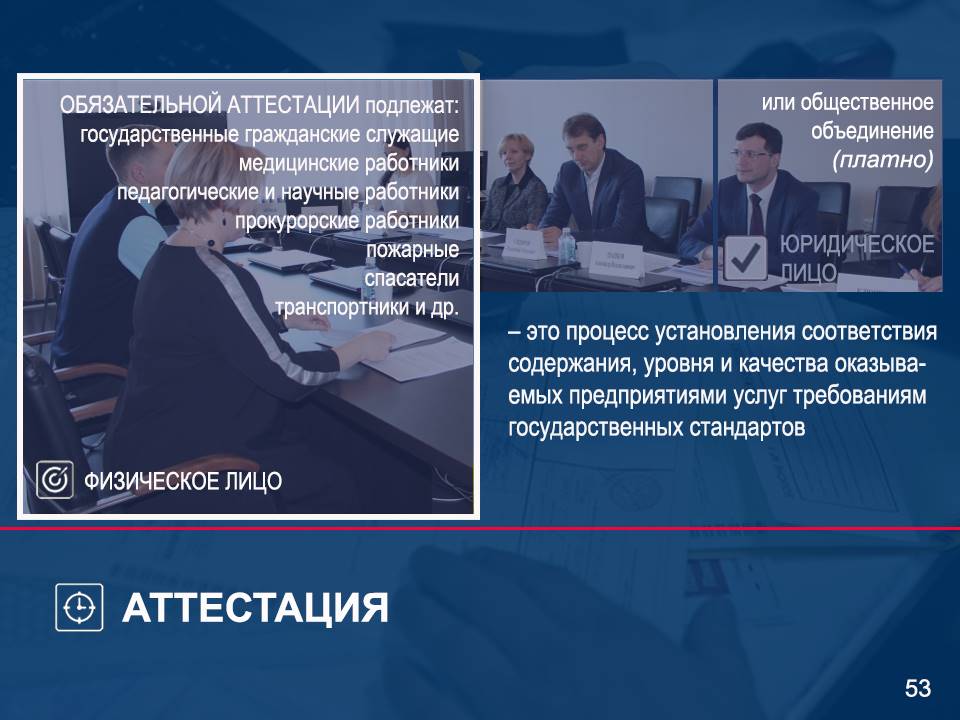 ОБЯЗАТЕЛЬНОЙ АТТЕСТАЦИИ подлежат:
государственные гражданские служащие
медицинские работники
педагогические и научные работники
прокурорские работники
пожарные
спасатели
транспортники и др.
ФИЗИЧЕСКОЕ ЛИЦО
или общественное
объединение
(платно)
ЮРИДИЧЕСКОЕ
ЛИЦО
– это процесс установления соответствия
содержания, уровня и качества оказыва-
емых предприятиями услуг требованиям
государственных стандартов
АТТЕСТАЦИЯ
53